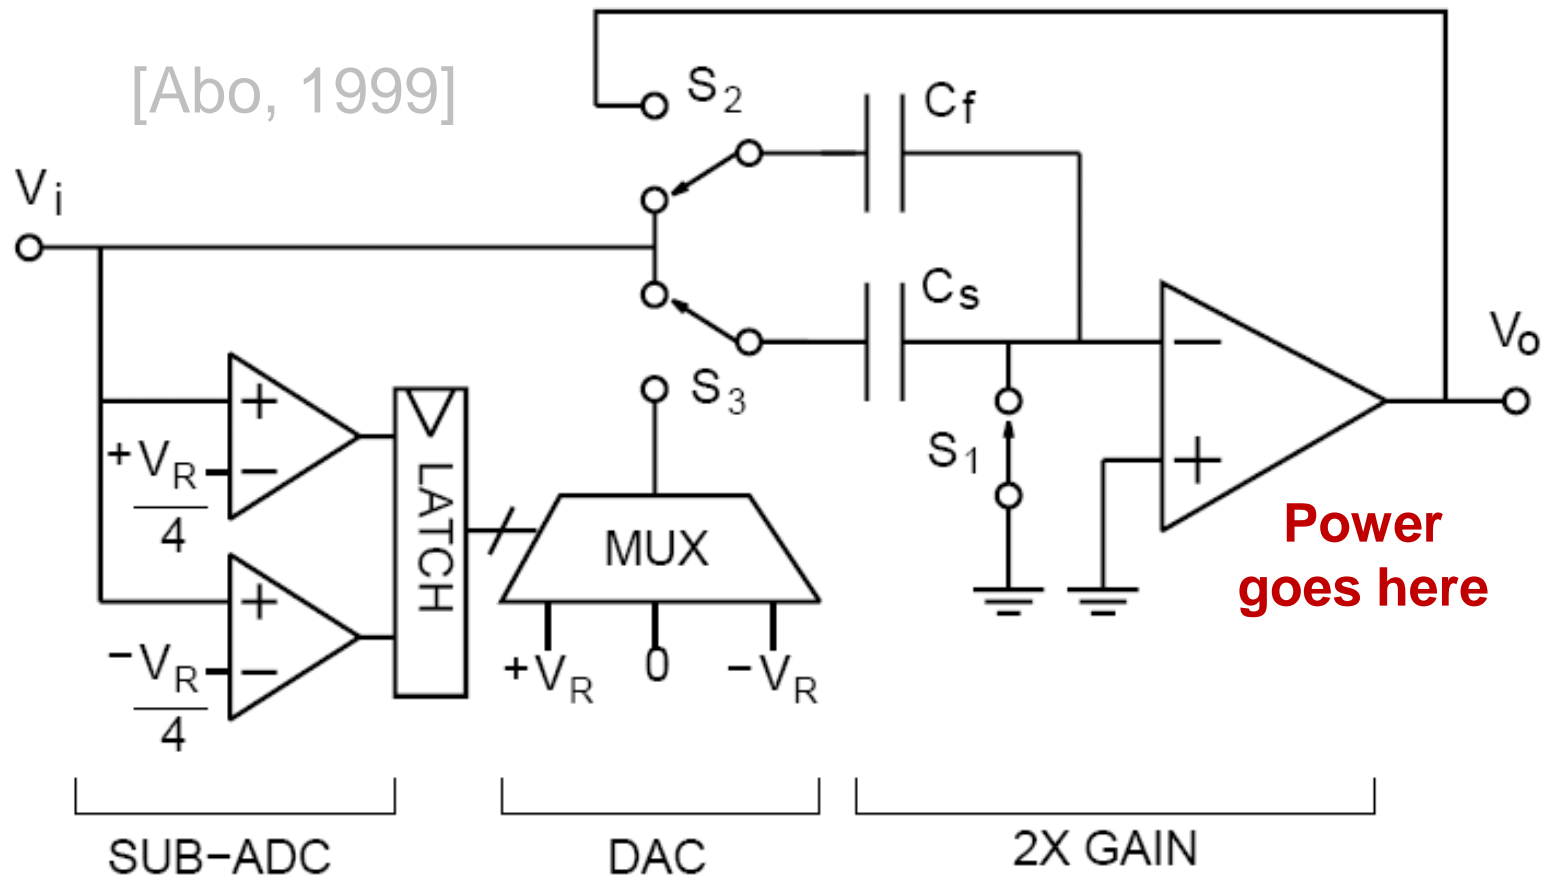 [Abo, 1999]
S2
Cf
Vi
Cs
Vo
S3
+VR
4
−VR
4
LATCH
MUX
+VR
0
−VR
S1
Power
goes here
SUB−ADC
DAC
2X GAIN